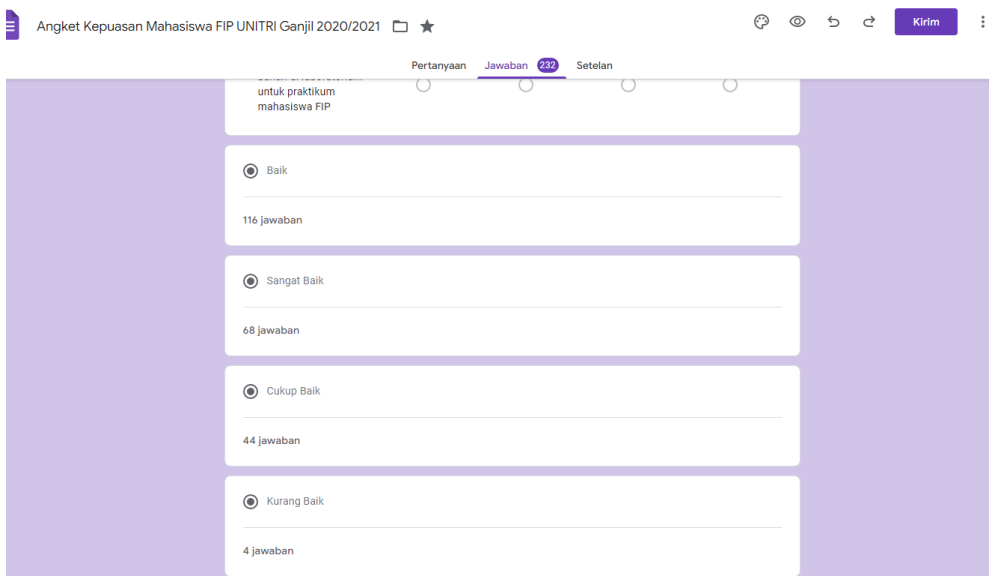 Angket Kepuasan Mahasiswa FIP UNITRI Ganjil 2020/2021
Kirim
Pertanyaan Jawaban 232 Setelan
untuk praktikum
mahasiswa FIP
Baik
116 jawaban
Sangat Baik
68 jawaban
Cukup Baik
44 jawaban
Kurang Baik
4 jawaban